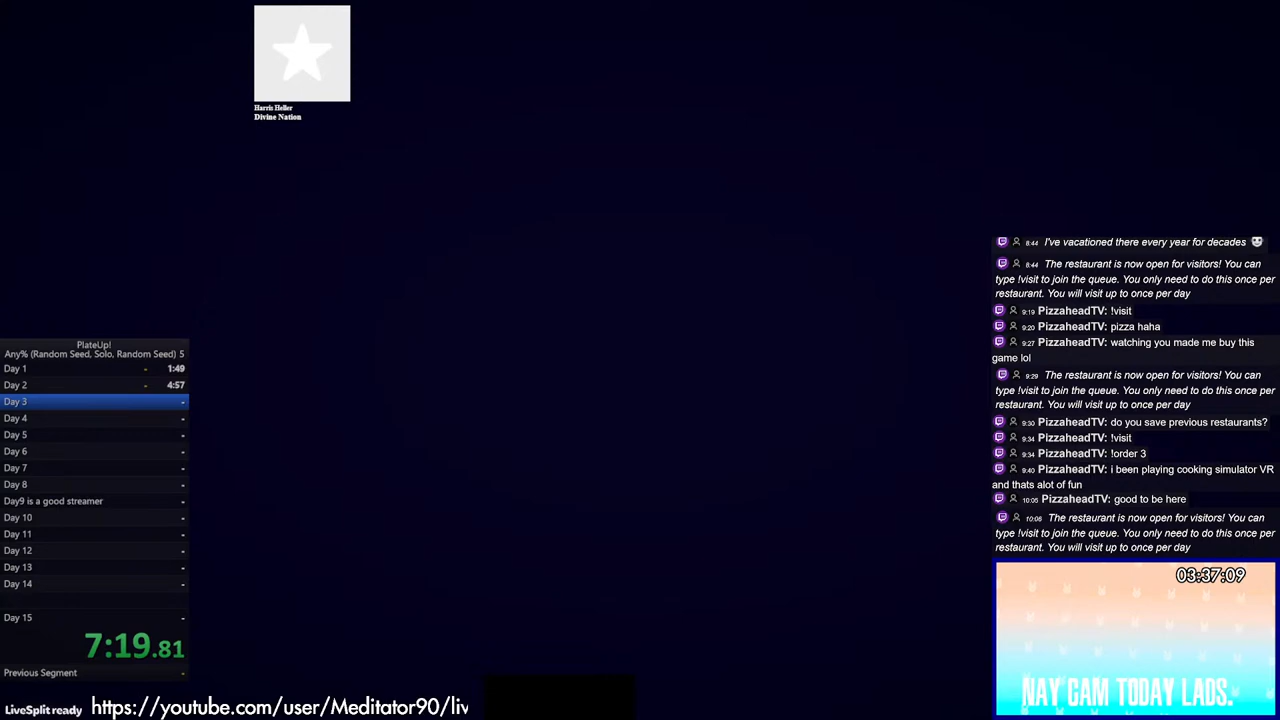 Harris Heller
Divine Nation
PlateUp!
Any% (Random Seed, Solo, Random Seed) 5
Day 1 - 1:49
Day 2 - 4:57
Day 3 -
Day 4 -
Day 5 -
Day 6 -
Day 7 -
Day 8 -
Day9 is a good streamer -
Day 10 -
Day 11 -
Day 12 -
Day 13 -
Day 14 -
Day 15 -
7:19.81
Previous Segment -
LiveSplit ready
https://youtube.com/user/Meditator90/liv
8:44 I've vacationed there every year for decades
8:44 The restaurant is now open for visitors! You can
type !visit to join the queue. You only need to do this once per
restaurant. You will visit up to once per day
9:19 PizzaheadTV: !visit
9:20 PizzaheadTV: pizza haha
9:27 PizzaheadTV: watching you made me buy this
game lol
9:29 The restaurant is now open for visitors! You can
type !visit to join the queue. You only need to do this once per
restaurant. You will visit up to once per day
9:30 PizzaheadTV: do you save previous restaurants?
9:34 PizzaheadTV: !visit
9:34 PizzaheadTV: !order 3
9:40 PizzaheadTV: i been playing cooking simulator VR
and thats alot of fun
10:05 PizzaheadTV: good to be here
10:06 The restaurant is now open for visitors! You can
type !visit to join the queue. You only need to do this once per
restaurant. You will visit up to once per day
03:37:09
NAY CAM TODAY LADS.